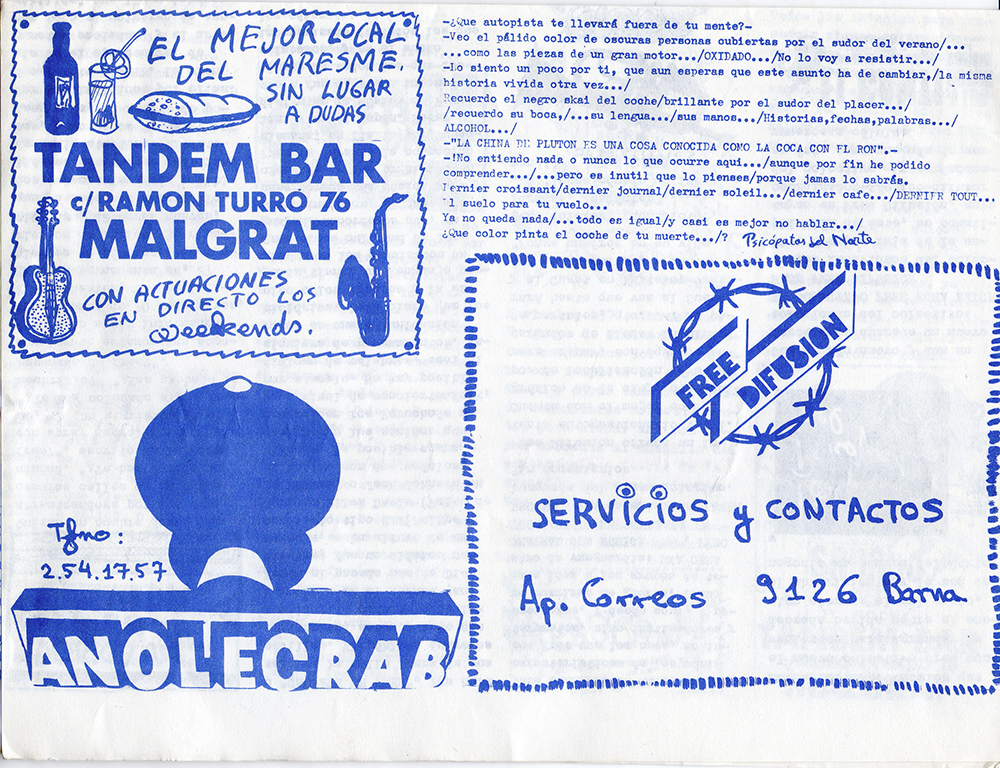 EL MEJOR LOCAL
DEL MARESME.
SIN LUGAR
A DUDAS
TANDEM BAR
c/RAMON TURRÓ 76
MALGRAT
CON ACTUACIONES
EN DIRECTO LOS
weekends.
-¿Que autopista te llevará fuera de tu mente?-
-Veo el pálido color de oscuras personas cubiertas por el sudor del verano/...
...como las piezas de un gran motor.../OXIDADO.../No lo voy a resistir.../
-Lo siento un poco por ti, que aun esperas que este asunto ha de cambiar,/la misma
historia vivida otra vez.../
Recuerdo el negro skai del coche/brillante por el sudor del placer.../
/recuerdo su boca,/...su lengua.../sus manos.../Historias,fechas,palabras.../
ALCOHOL.../
-"LA CHINA DE PLUTON ES UNA COSA CONOCIDA COMO LA COCA CON EL RON".-
-!No entiendo nada o nunca lo que ocurre aqui.../aunque por fin he podido
comprender.../...pero es inutil que lo pienses/porque jamas lo sabrás.
Dernier croissant/dernier journal/dernier soleil.../dernier cafe.../DERNIER TOUT...
l suelo para tu vuelo...
Ya no queda nada/...todo es igual/y casi es mejor no hablar.../
¿Que color pinta el coche de tu muerte.../? Psicópatas del Norte
FREE
DIFUSION
SERVICIOS y CONTACTOS
Ap. Correos 9126 Barna
Tfno:
2.54.17.57
ANOLECRAB